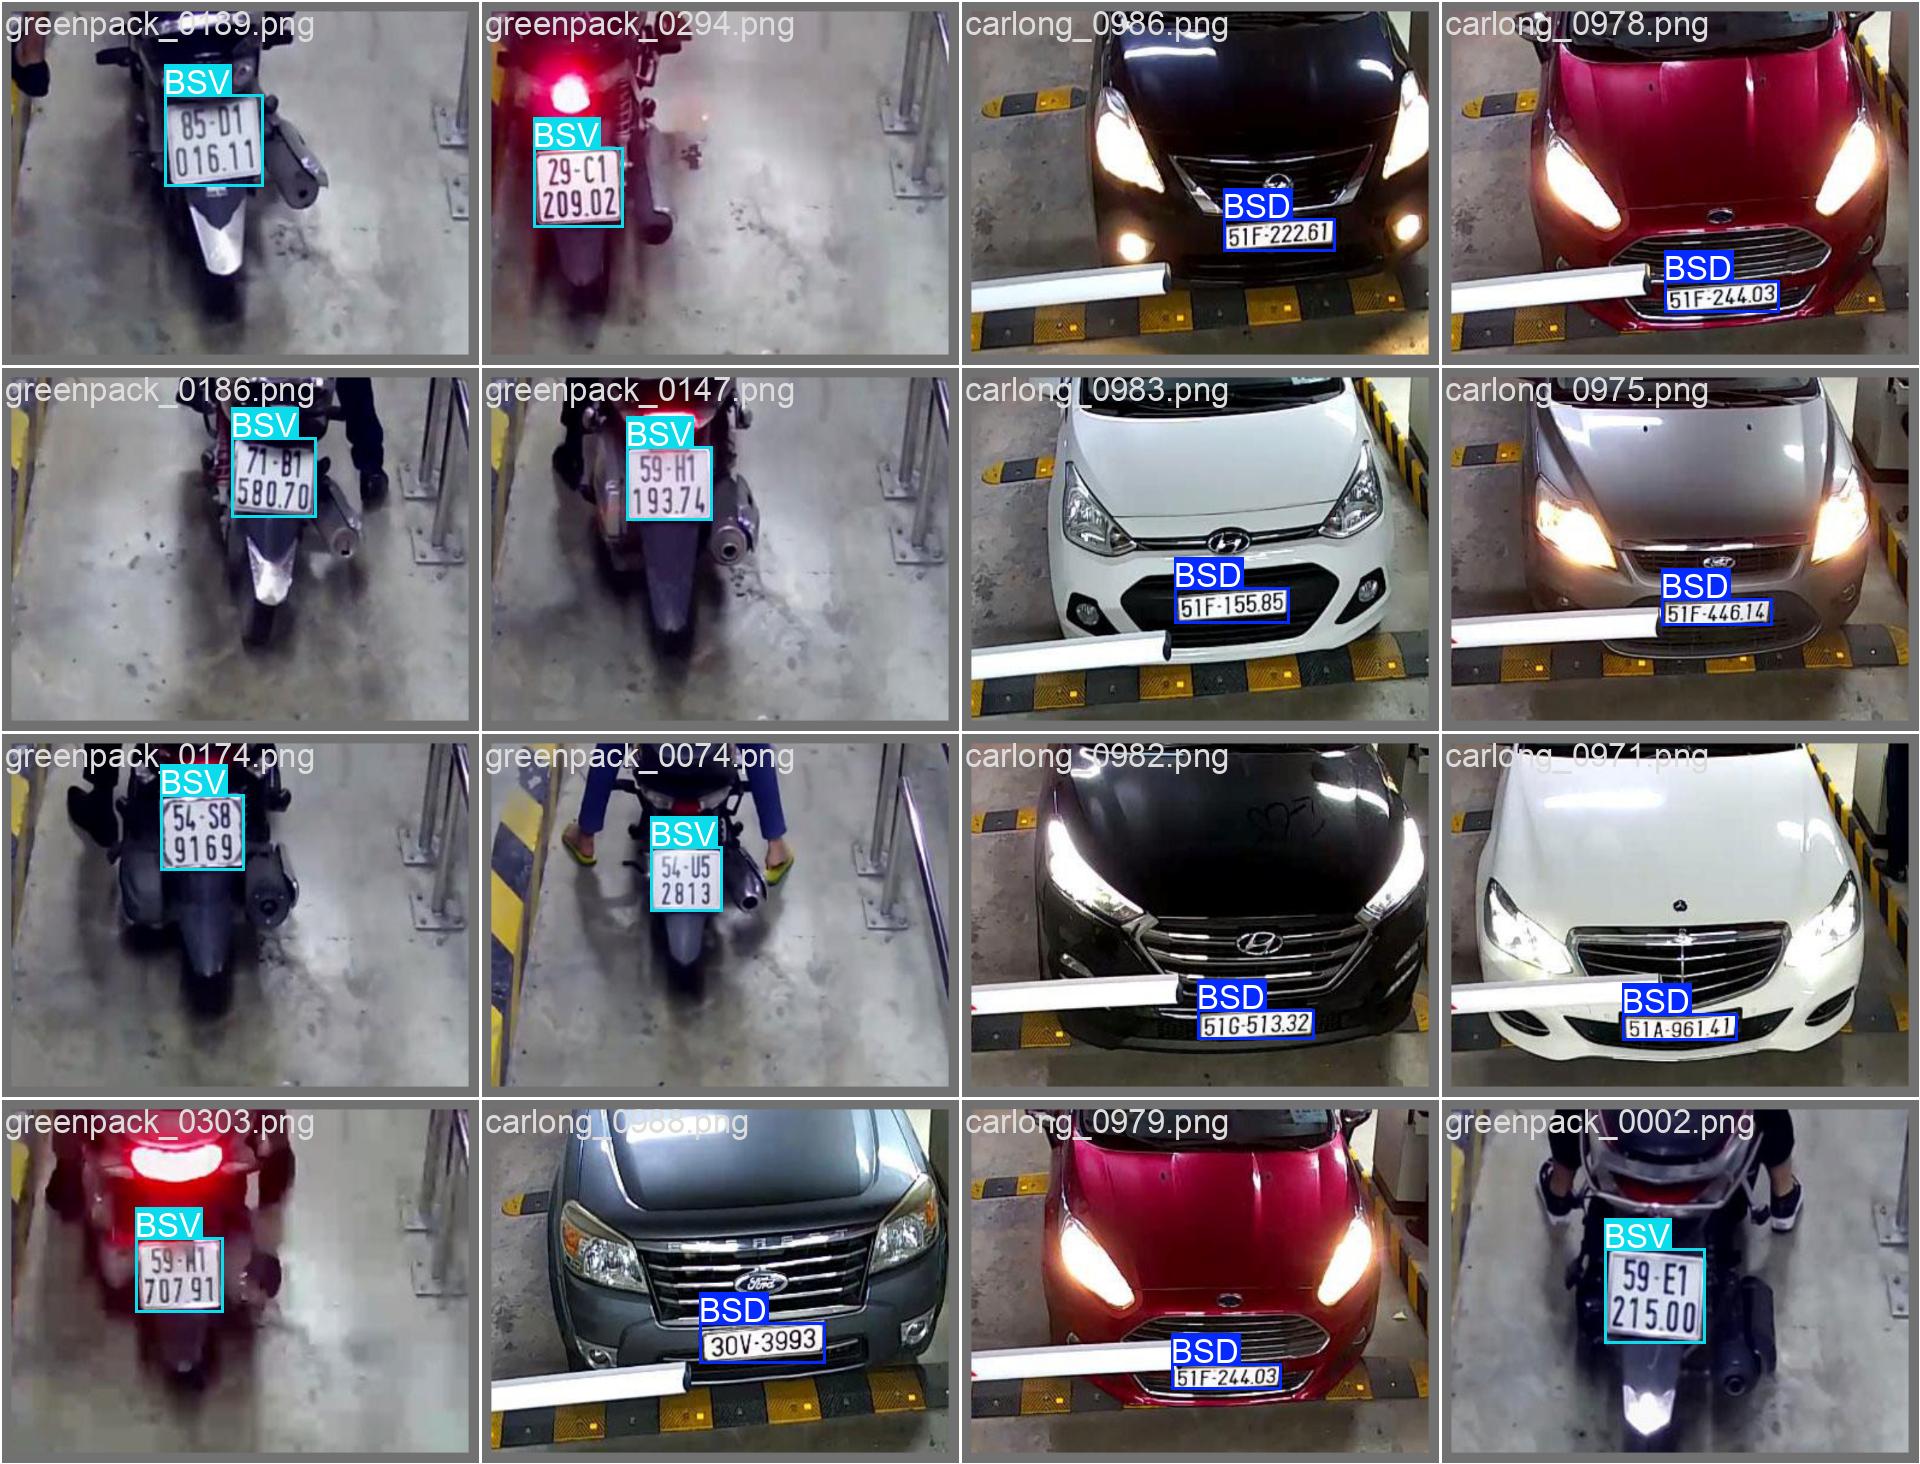 greenpack_0189.png
BSV
85-D1
016.11
greenpack_0294.png
BSV
29-C1
209.02
carlong_0986.png
BSD
51F-222.61
carlong_0978.png
BSD
51F-244.03
greenpack_0186.png
BSV
71-B1
580.70
greenpack_0147.png
BSV
59-H1
193.74
carlong_0983.png
BSD
51F-155.85
carlong_0975.png
BSD
51F-446.14
greenpack_0174.png
BSV
54-S8
9169
greenpack_0074.png
BSV
54-U5
2813
carlong_0982.png
BSD
51G-513.32
carlong_0971.png
BSD
51A-961.41
greenpack_0303.png
BSV
59-M1
707.91
carlong_0988.png
EVEREST
Ford
BSD
30V-3993
carlong_0979.png
BSD
51F-244.03
greenpack_0002.png
BSV
59-E1
215.00